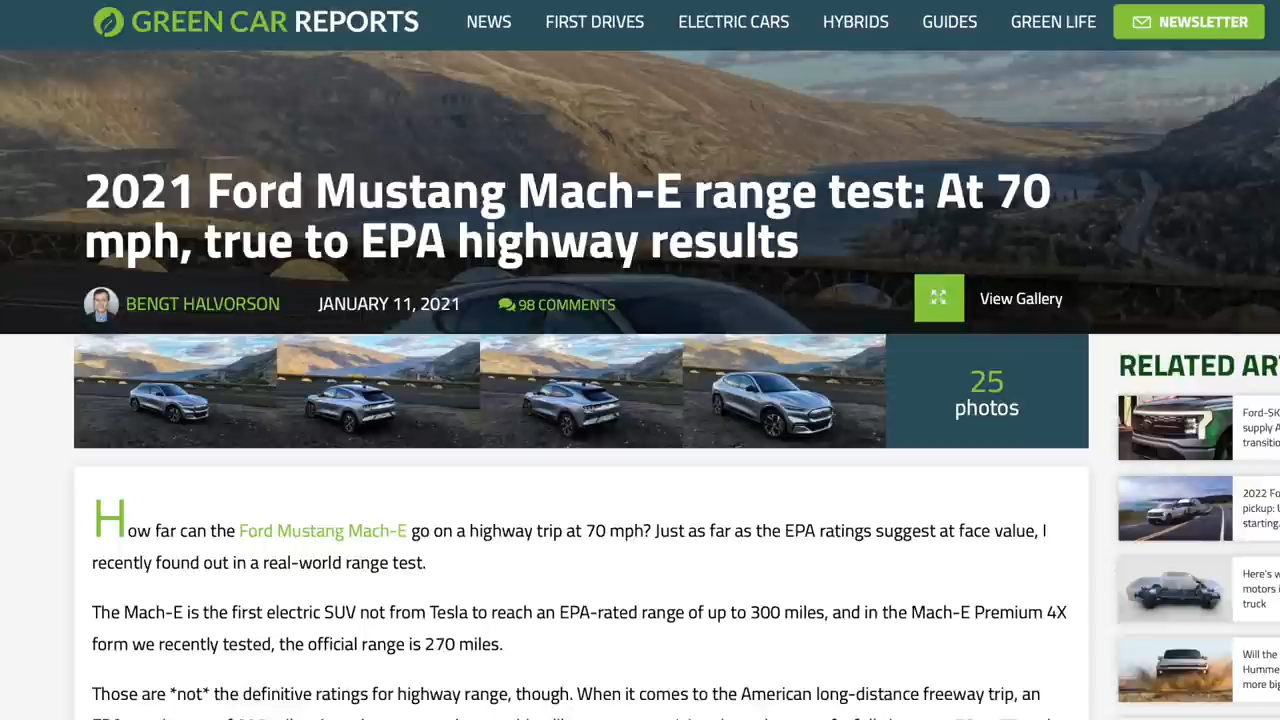 GREEN CAR REPORTS
NEWS
FIRST DRIVES
ELECTRIC CARS
HYBRIDS
GUIDES
GREEN LIFE
NEWSLETTER
2021 Ford Mustang Mach-E range test: At 70
mph, true to EPA highway results
BENGT HALVORSON
JANUARY 11, 2021
98 COMMENTS
View Gallery
25
photos
How far can the Ford Mustang Mach-E go on a highway trip at 70 mph? Just as far as the EPA ratings suggest at face value, I
recently found out in a real-world range test.
The Mach-E is the first electric SUV not from Tesla to reach an EPA-rated range of up to 300 miles, and in the Mach-E Premium 4X
form we recently tested, the official range is 270 miles.
Those are *not* the definitive ratings for highway range, though. When it comes to the American long-distance freeway trip, an
RELATED AR
Ford-SK
supply A
transitio
2022 Fo
pickup: U
starting.
Here's w
motors i
truck
Will the
Humme
more big